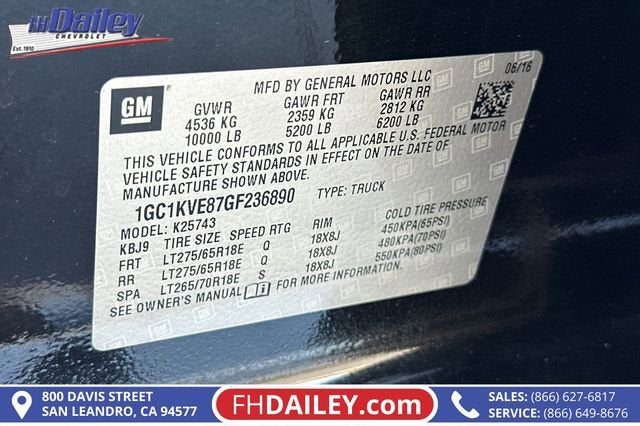 FH Dailey
CHEVROLET
Est. 1910
GM
MFD BY GENERAL MOTORS LLC
06/16
GVWR GAWR FRT GAWR RR
4536 KG 2359 KG 2812 KG
10000 LB 5200 LB 6200 LB
THIS VEHICLE CONFORMS TO ALL APPLICABLE U.S. FEDERAL MOTOR
VEHICLE SAFETY STANDARDS IN EFFECT ON THE DATE OF
MANUFACTURE SHOWN ABOVE.
1GC1KVE87GF236890 TYPE: TRUCK
MODEL: K25743
KBJ9 TIRE SIZE SPEED RTG RIM COLD TIRE PRESSURE
FRT LT275/65R18E Q 18X8J 450KPA(65PSI)
RR LT275/65R18E Q 18X8J 480KPA(70PSI)
SPA LT265/70R18E S 18X8J 550KPA(80PSI)
SEE OWNER'S MANUAL FOR MORE INFORMATION.
800 DAVIS STREET
SAN LEANDRO, CA 94577
FHDAILEY.com
SALES: (866) 627-6817
SERVICE: (866) 649-8676